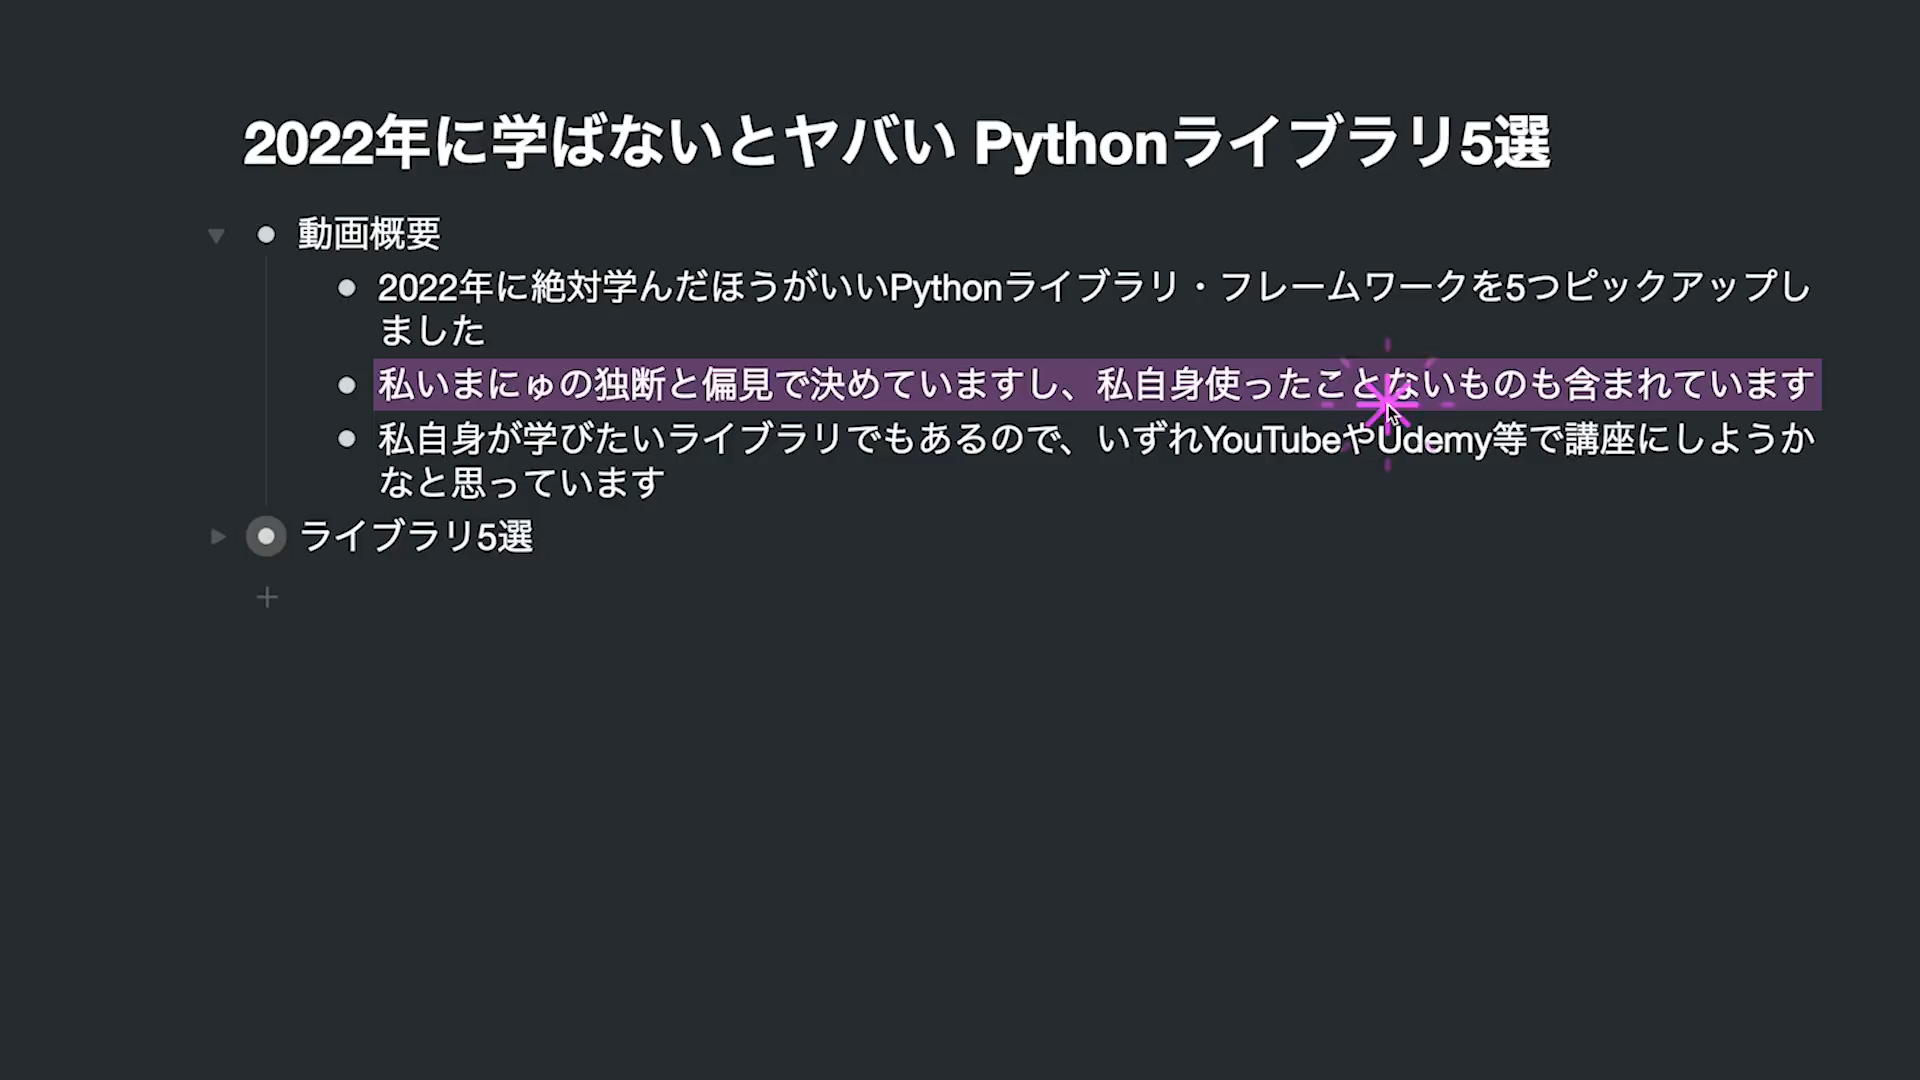 2022年に学ばないとヤバい Pythonライブラリ5選
動画概要
2022年に絶対学んだほうがいいPythonライブラリ・フレームワークを5つピックアップし
ました
私いまにゅの独断と偏見で決めていますし、私自身使ったことないものも含まれています
私自身が学びたいライブラリでもあるので、いずれYouTubeやUdemy等で講座にしようか
なと思っています
ライブラリ5選